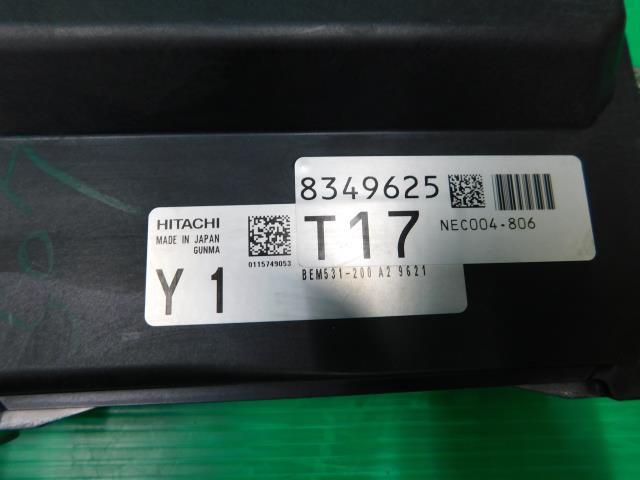 8349625
T17
NEC004-806
HITACHI
MADE IN JAPAN
GUNMA
0115749053
Y 1
BEM531-200 A2 9621